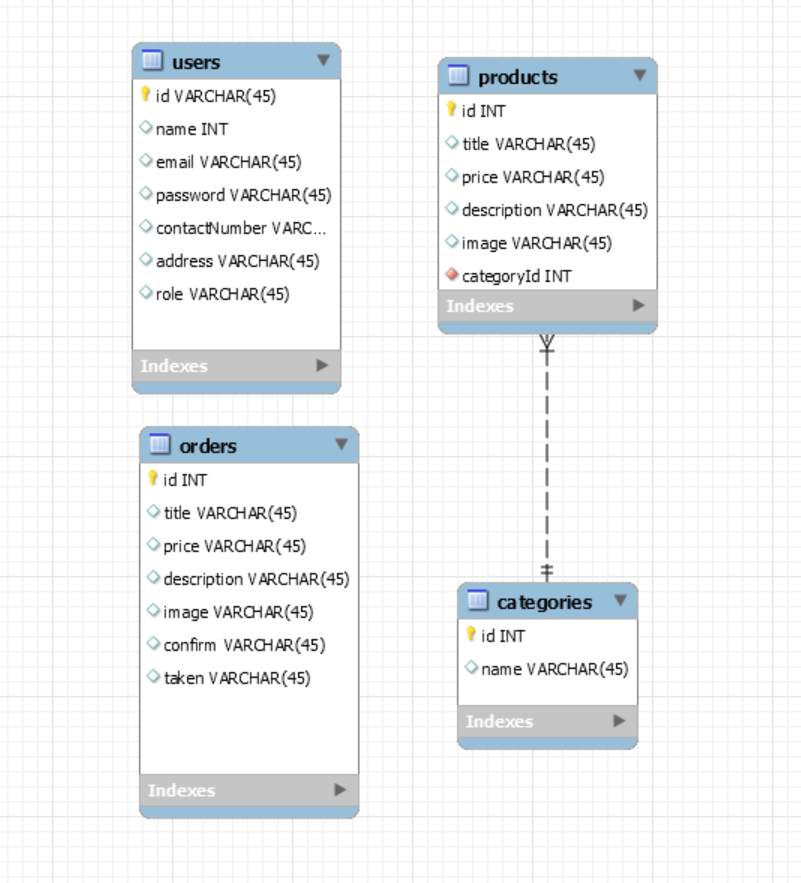 users
id VARCHAR(45)
name INT
email VARCHAR(45)
password VARCHAR(45)
contactNumber VARC...
address VARCHAR(45)
role VARCHAR(45)
Indexes
products
id INT
title VARCHAR(45)
price VARCHAR(45)
description VARCHAR(45)
image VARCHAR(45)
categoryId INT
Indexes
orders
id INT
title VARCHAR(45)
price VARCHAR(45)
description VARCHAR(45)
image VARCHAR(45)
confirm VARCHAR(45)
taken VARCHAR(45)
Indexes
categories
id INT
name VARCHAR(45)
Indexes